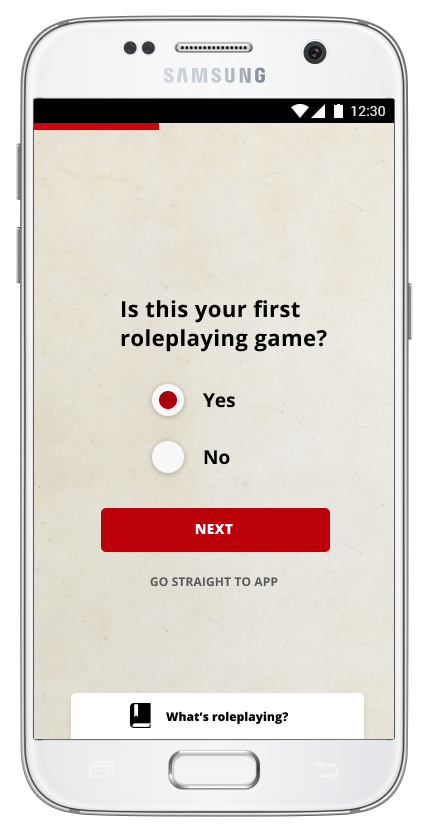 SAMSUNG
12:30
Is this your first
roleplaying game?
Yes
No
NEXT
GO STRAIGHT TO APP
What's roleplaying?